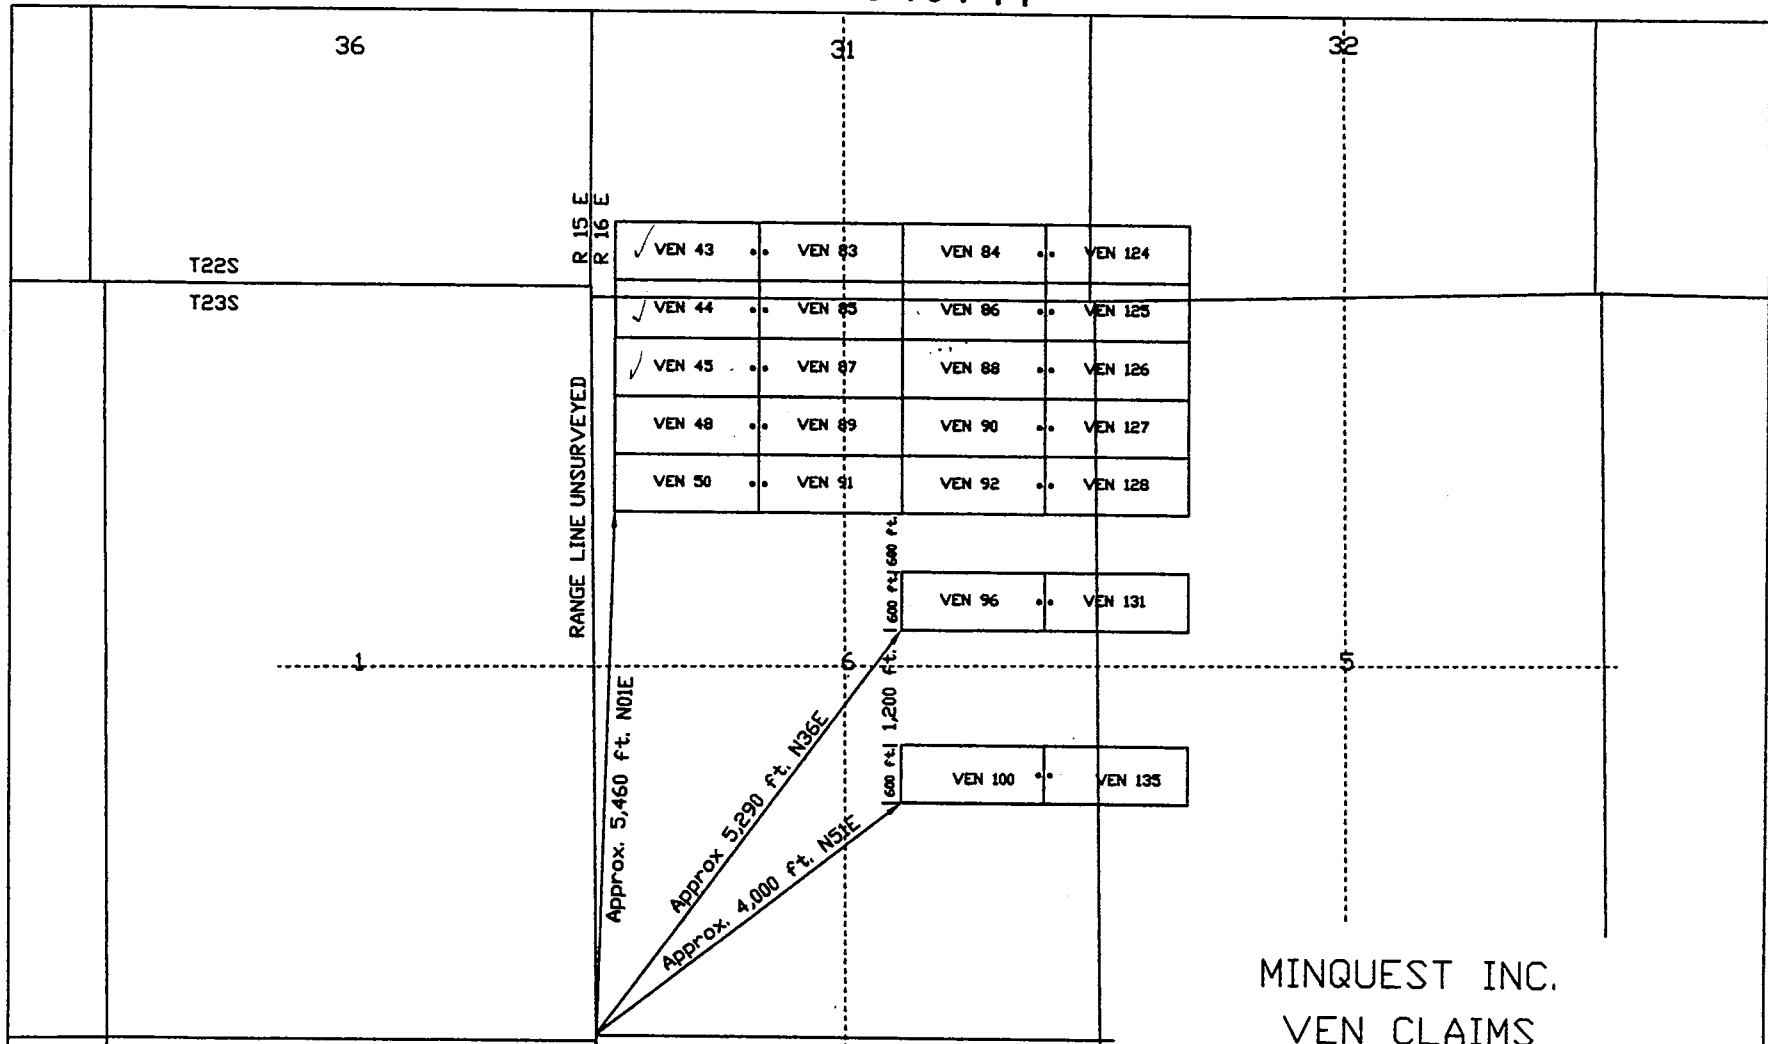 36 31 32
R 15 E
R 16 E
T22S
T23S
VEN 43 VEN 83 VEN 84 VEN 124
VEN 44 VEN 85 VEN 86 VEN 125
VEN 45 VEN 87 VEN 88 VEN 126
VEN 48 VEN 89 VEN 90 VEN 127
VEN 50 VEN 91 VEN 92 VEN 128
RANGE LINE UNSURVEYED
600 ft.
600 ft.
VEN 96 VEN 131
1 6 5
1,200 ft.
600 ft.
VEN 100 VEN 135
Approx. 5,460 ft. N01E
Approx 5,290 ft. N36E
Approx. 4,000 ft. N51E
MINQUEST INC.
VEN CLAIMS